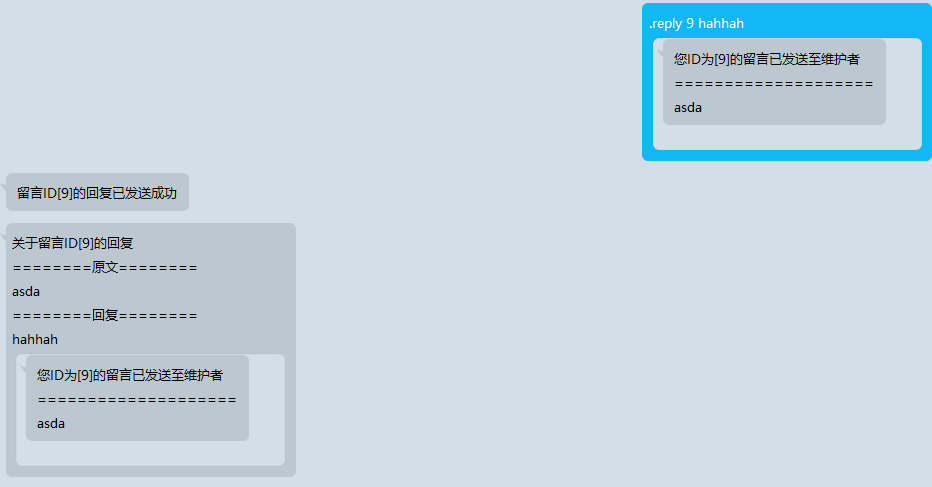 .reply 9 hahhah
您ID为[9]的留言已发送至维护者
====================
asda
留言ID[9]的回复已发送成功
关于留言ID[9]的回复
========原文========
asda
========回复========
hahhah
您ID为[9]的留言已发送至维护者
====================
asda